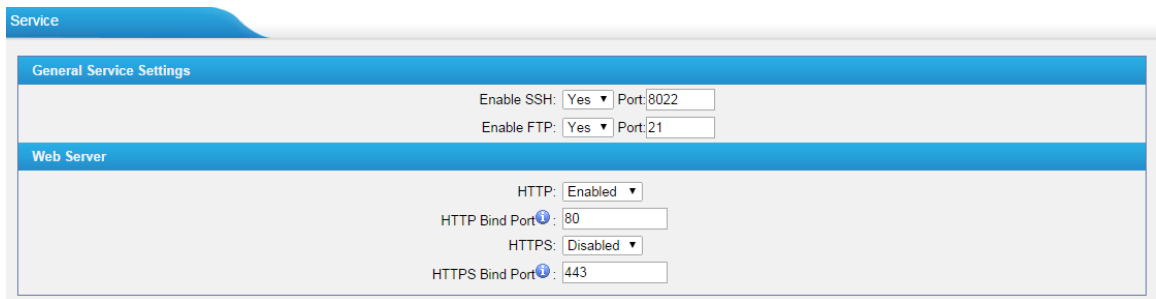 Service
General Service Settings
Enable SSH: Yes Port:8022
Enable FTP: Yes Port:21
Web Server
HTTP: Enabled
HTTP Bind Port: 80
HTTPS: Disabled
HTTPS Bind Port: 443